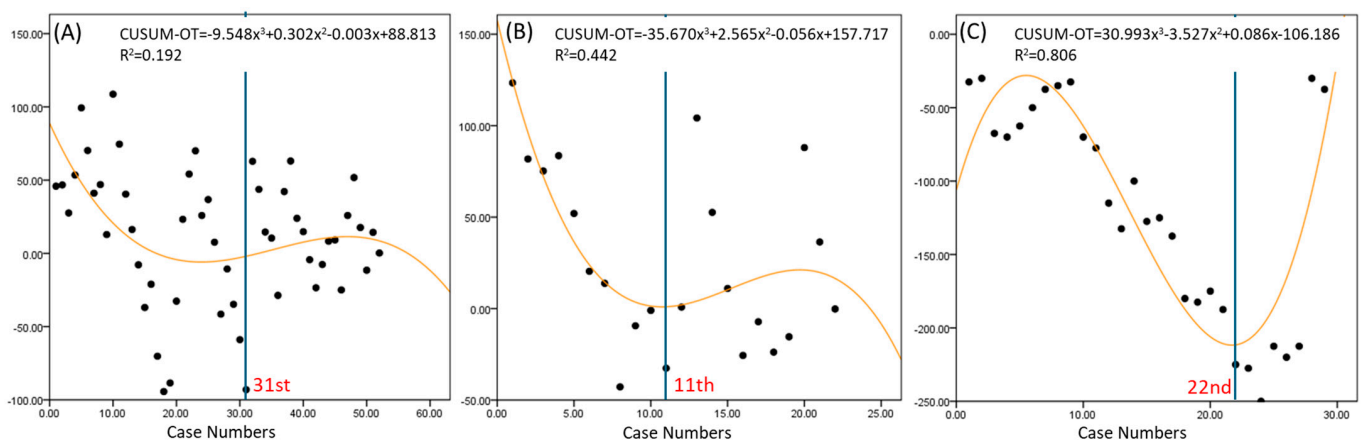 (A)
CUSUM-OT=-9.548x³+0.302x²-0.003x+88.813
R²=0.192
150.00
100.00
50.00
0.00
-50.00
-100.00
31st
0.00 10.00 20.00 30.00 40.00 50.00 60.00
Case Numbers
(B)
CUSUM-OT=-35.670x³+2.565x²-0.056x+157.717
R²=0.442
150.00
100.00
50.00
0.00
-50.00
11th
0.00 5.00 10.00 15.00 20.00 25.00
Case Numbers
(C)
CUSUM-OT=30.993x³-3.527x²+0.086x-106.186
R²=0.806
0.00
-50.00
-100.00
-150.00
-200.00
-250.00
22nd
0.00 10.00 20.00 30.00
Case Numbers